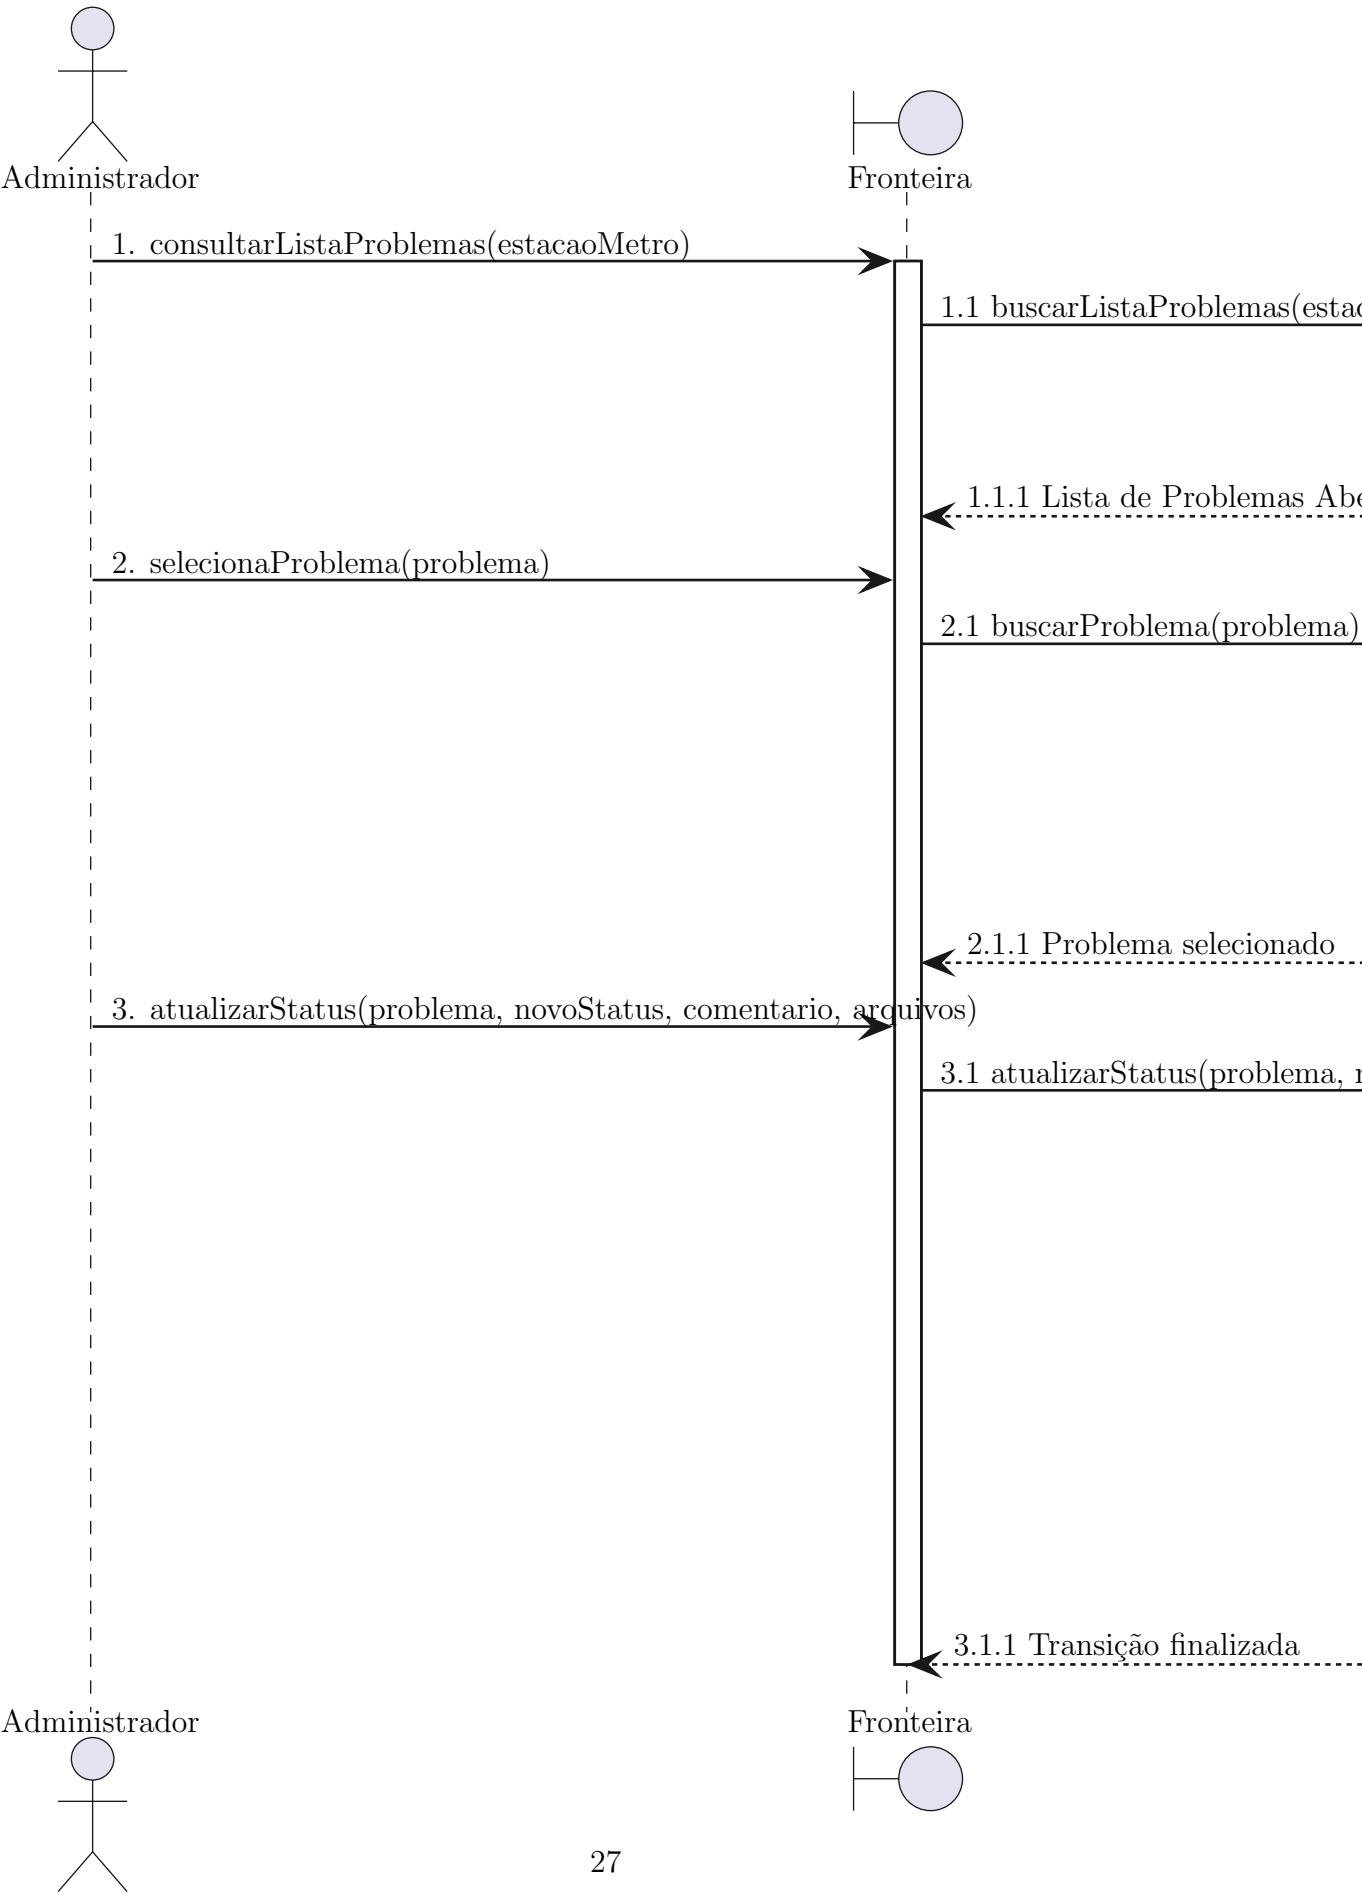 Administrador
Fronteira
1. consultarListaProblemas(estacaoMetro)
1.1 buscarListaProblemas(estac
1.1.1 Lista de Problemas Abe
2. selecionaProblema(problema)
2.1 buscarProblema(problema)
2.1.1 Problema selecionado
3. atualizarStatus(problema, novoStatus, comentario, arquivos)
3.1 atualizarStatus(problema,
3.1.1 Transição finalizada
Administrador
Fronteira
27